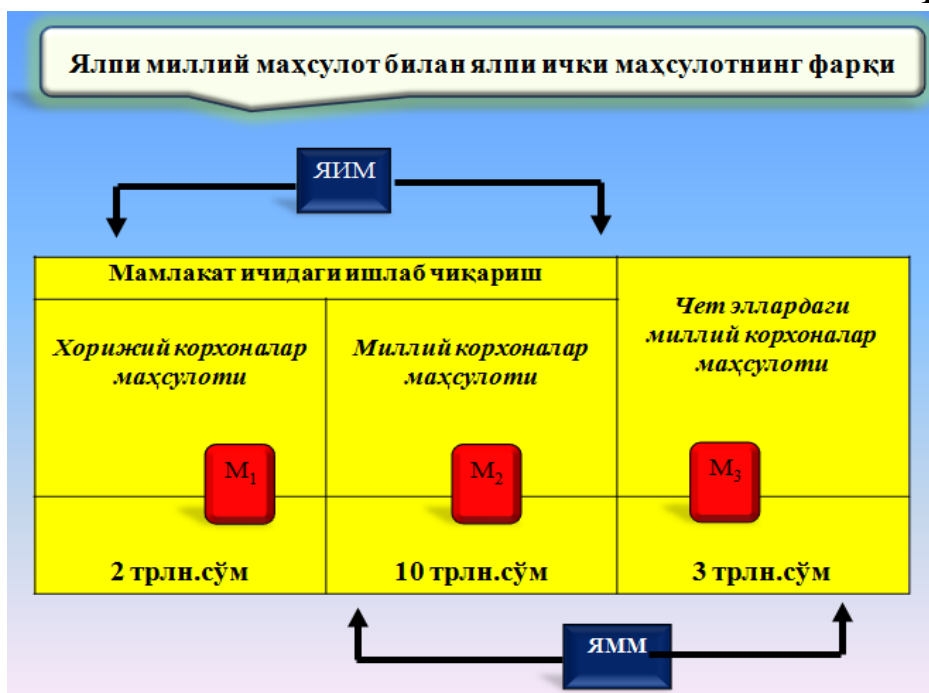 Ялпи миллий маҳсулот билан ялпи ички маҳсулотнинг фарқи
ЯИМ
Мамлакат ичидаги ишлаб чиқариш
Хорижий корхоналар
маҳсулоти
Миллий корхоналар
маҳсулоти
Чет эллардаги
миллий корхоналар
маҳсулоти
М₁
М₂
М₃
2 трлн.сўм
10 трлн.сўм
3 трлн.сўм
ЯММ